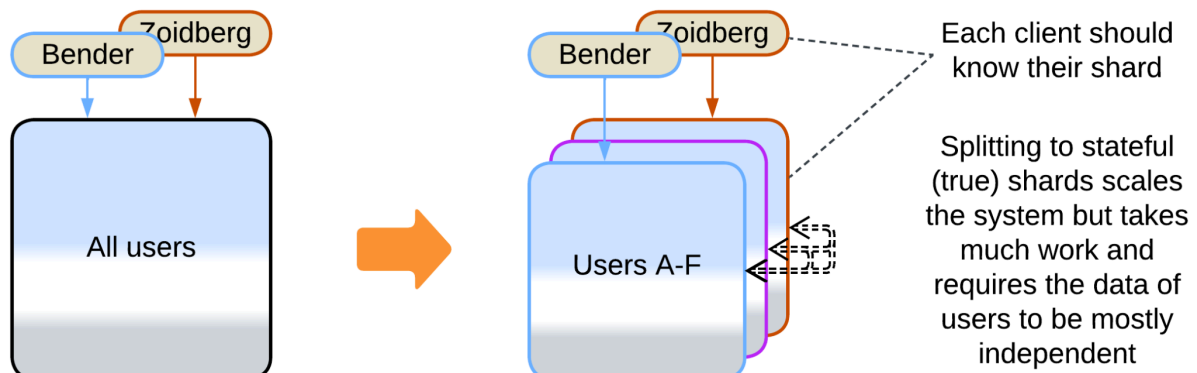 Zoidberg
Bender
All users
Zoidberg
Bender
Users A-F
Each client should
know their shard
Splitting to stateful
(true) shards scales
the system but takes
much work and
requires the data of
users to be mostly
independent